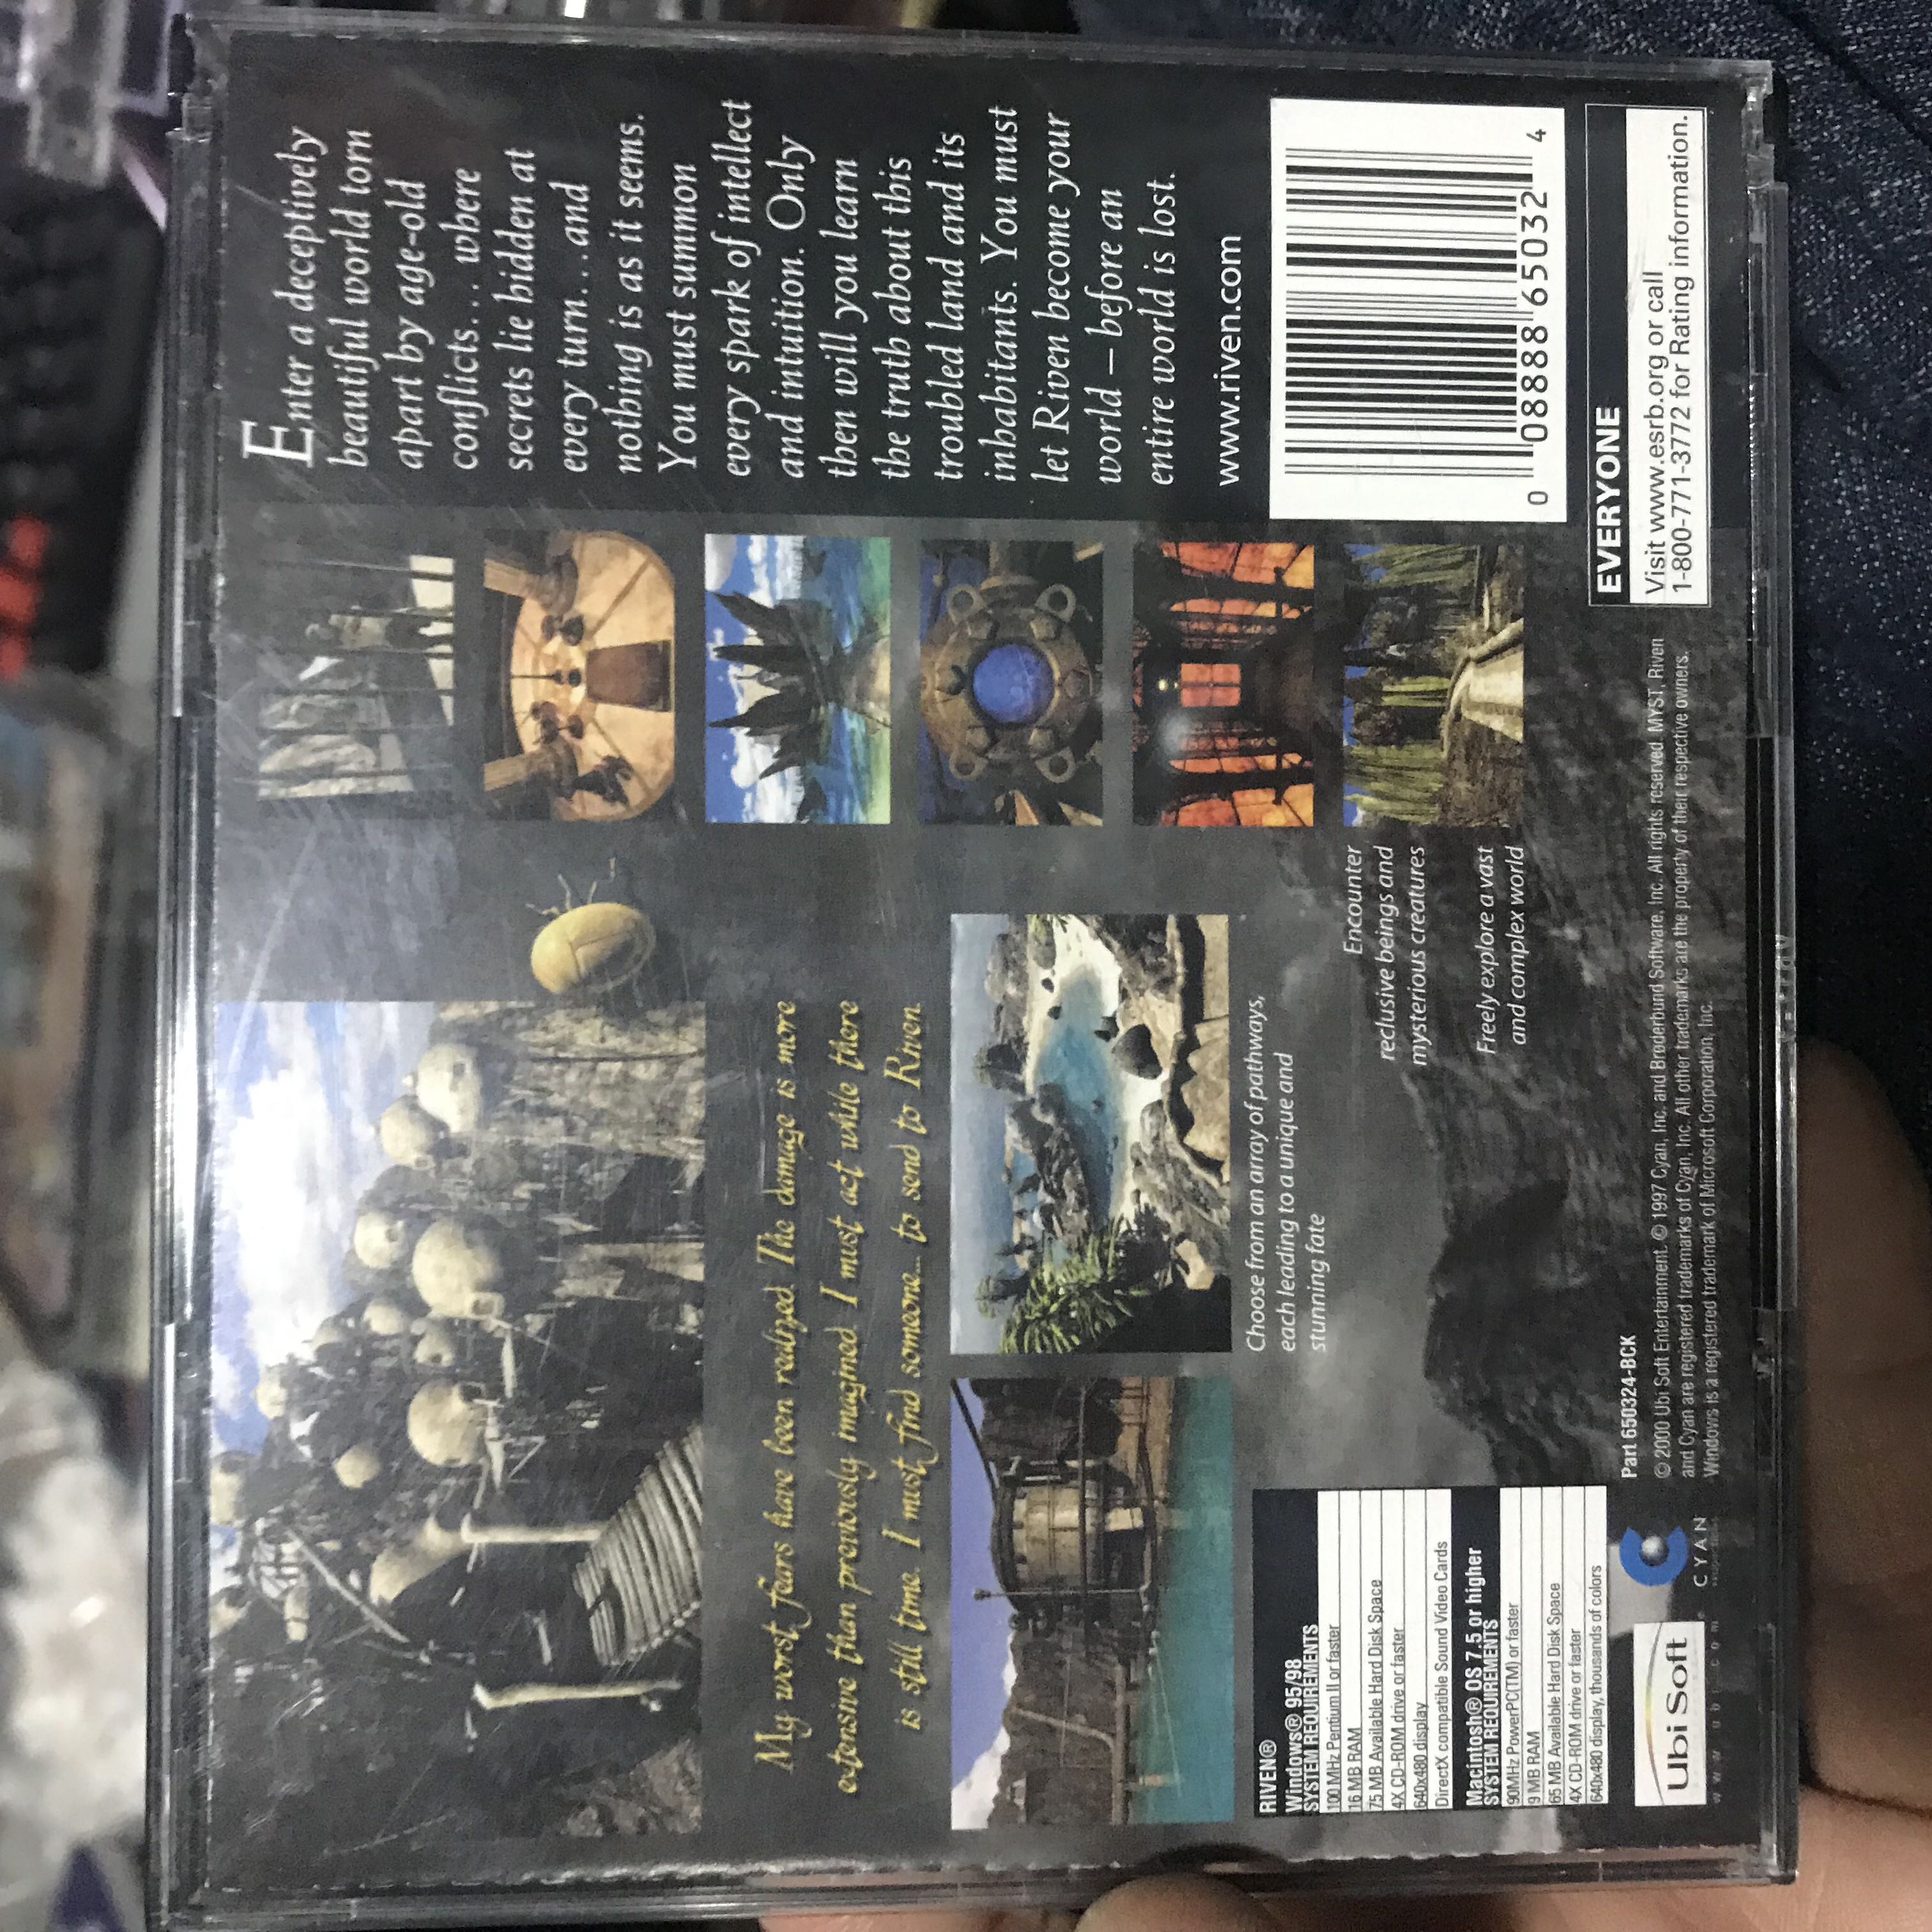 My worst fears have been realized. The damage is more
extensive than previously imagined. I must act while there
is still time. I must find someone... to send to Riven.
Choose from an array of pathways,
each leading to a unique and
stunning fate
Encounter
reclusive beings and
mysterious creatures
Freely explore a vast
and complex world
Enter a deceptively
beautiful world torn
apart by age-old
conflicts... where
secrets lie hidden at
every turn...and
nothing is as it seems.
You must summon
every spark of intellect
and intuition. Only
then will you learn
the truth about this
troubled land and its
inhabitants. You must
let Riven become your
world – before an
entire world is lost.
www.riven.com
0 08888 65032 4
RIVEN®
Windows® 95/98
SYSTEM REQUIREMENTS
100 MHz Pentium II or faster
16 MB RAM
75 MB Available Hard Disk Space
4X CD-ROM drive or faster
640x480 display
DirectX compatible Sound Video Cards
Macintosh® OS 7.5 or higher
SYSTEM REQUIREMENTS
90MHz PowerPC(TM) or faster
9 MB RAM
65 MB Available Hard Disk Space
4X CD-ROM drive or faster
640x480 display, thousands of colors
Ubi Soft
www.ubi.com
CYAN
Part 650324-BCK
© 2000 Ubi Soft Entertainment. © 1997 Cyan, Inc. and Brøderbund Software, Inc. All rights reserved. MYST, Riven
and Cyan are registered trademarks of Cyan, Inc. All other trademarks are the property of their respective owners.
Windows is a registered trademark of Microsoft Corporation, Inc.
EVERYONE
Visit www.esrb.org or call
1-800-771-3772 for Rating information.